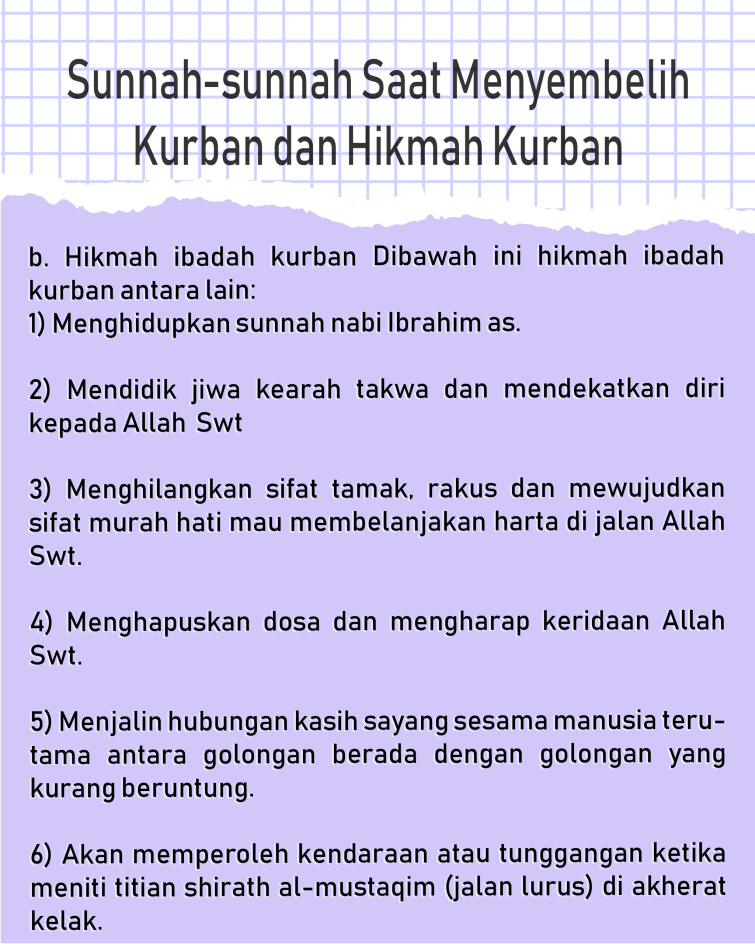 Sunnah-sunnah Saat Menyembelih
Kurban dan Hikmah Kurban
b. Hikmah ibadah kurban Dibawah ini hikmah ibadah
kurban antara lain:
1) Menghidupkan sunnah nabi Ibrahim as.
2) Mendidik jiwa kearah takwa dan mendekatkan diri
kepada Allah Swt
3) Menghilangkan sifat tamak, rakus dan mewujudkan
sifat murah hati mau membelanjakan harta di jalan Allah
Swt.
4) Menghapuskan dosa dan mengharap keridaan Allah
Swt.
5) Menjalin hubungan kasih sayang sesama manusia teru-
tama antara golongan berada dengan golongan yang
kurang beruntung.
6) Akan memperoleh kendaraan atau tunggangan ketika
meniti titian shirath al-mustaqim (jalan lurus) di akherat
kelak.